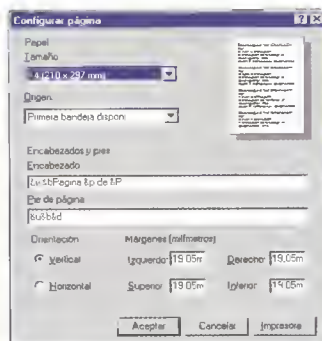 Configurar página
Papel
Tamaño
A4 (210 x 297 mm)
Origen:
Primera bandeja disponi
Encabezados y pies
Encabezado
&w&bPagina &p de &P
Pie de página
&u&b&d
Orientación
Márgenes (milímetros)
Vertical
Izquierdo: 19.05m
Derecho: 19.05m
Horizontal
Superior: 19.05m
Inferior: 19.05m
Aceptar
Cancelar
Impresora